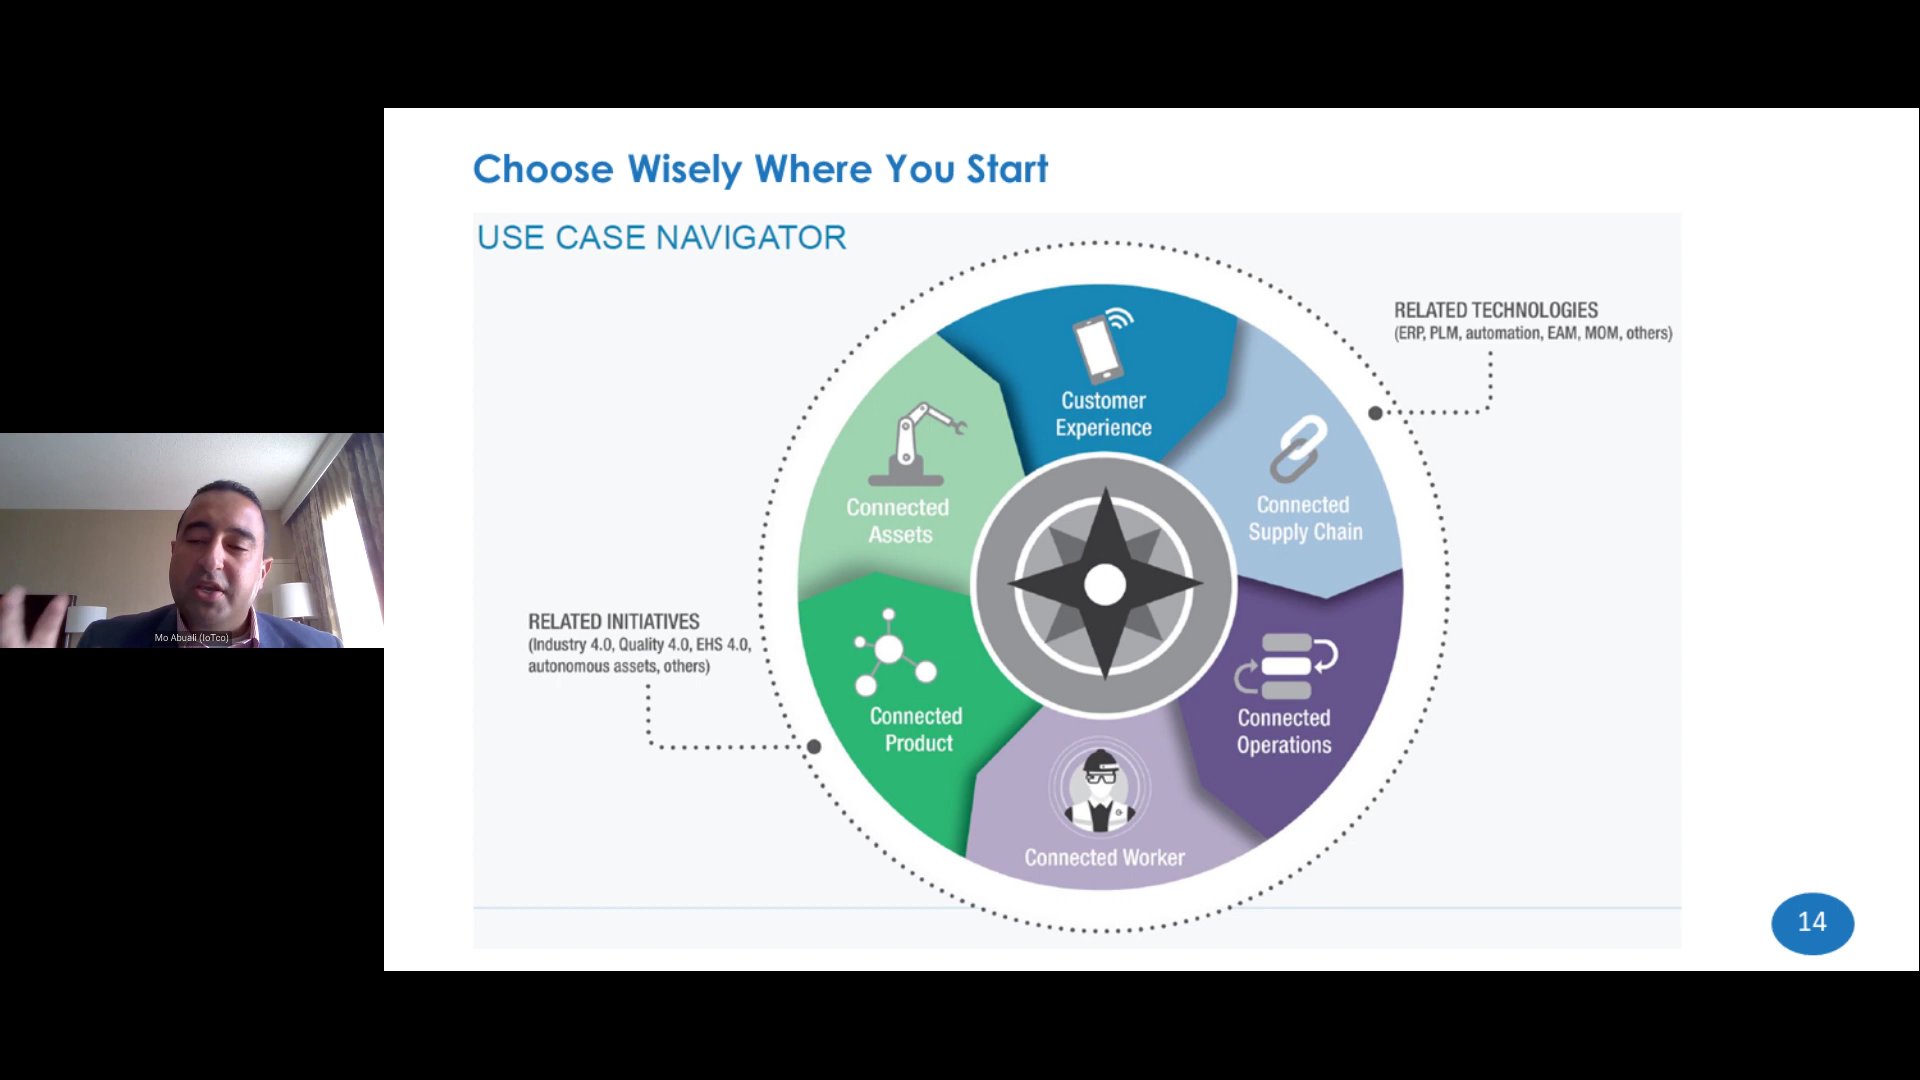 Choose Wisely Where You Start
USE CASE NAVIGATOR
RELATED TECHNOLOGIES
(ERP, PLM, automation, EAM, MOM, others)
Customer
Experience
Connected
Supply Chain
Connected
Assets
RELATED INITIATIVES
(Industry 4.0, Quality 4.0, EHS 4.0,
autonomous assets, others)
Connected
Product
Connected
Operations
Connected Worker
Mo Abuali (IoTco)
14